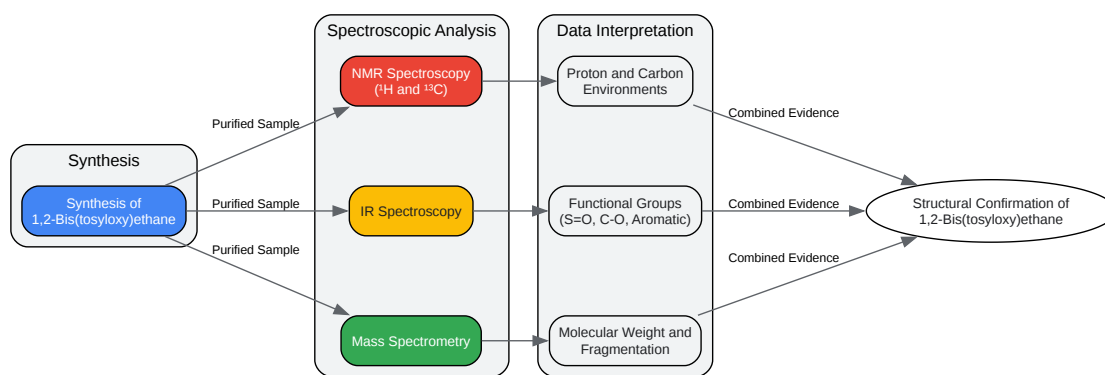 Spectroscopic Analysis
Data Interpretation
NMR Spectroscopy
(¹H and ¹³C)
Proton and Carbon
Environments
Purified Sample
Combined Evidence
Synthesis
Synthesis of
1,2-Bis(tosyloxy)ethane
Purified Sample
IR Spectroscopy
Functional Groups
(S=O, C-O, Aromatic)
Combined Evidence
Structural Confirmation of
1,2-Bis(tosyloxy)ethane
Purified Sample
Combined Evidence
Mass Spectrometry
Molecular Weight and
Fragmentation